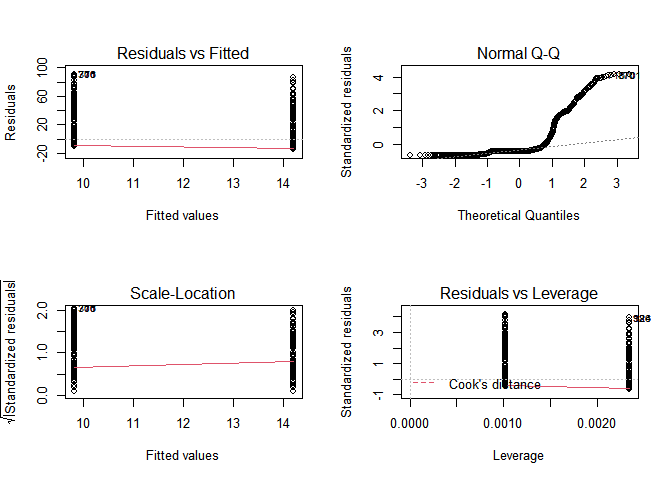 Residuals vs Fitted
Residuals
-20
20
60
100
10
11
12
13
14
Fitted values
Normal Q-Q
Standardized residuals
0
2
4
-3
-2
-1
0
1
2
3
Theoretical Quantiles
Scale-Location
√|Standardized residuals|
0.0
1.0
2.0
10
11
12
13
14
Fitted values
Residuals vs Leverage
Standardized residuals
-1
1
3
Cook's distance
0.0000
0.0010
0.0020
Leverage